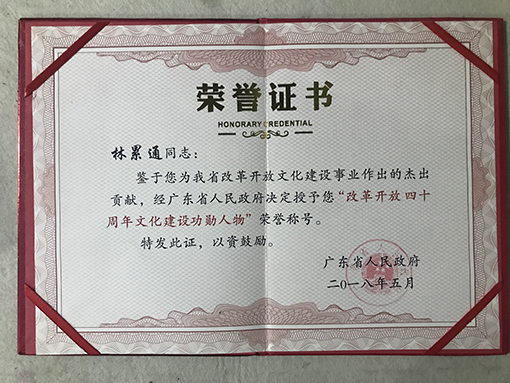 荣誉证书
HONORARY CREDENTIAL
林累通同志：
鉴于您为我省改革开放文化建设事业作出的杰出
贡献，经广东省人民政府决定授予您“改革开放四十
周年文化建设功勋人物”荣誉称号。
特发此证，以资鼓励。
广东省人民政府
二〇一八年五月